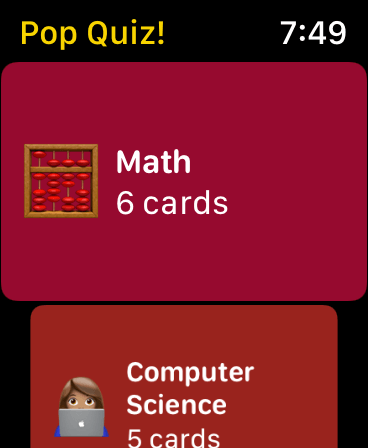 Pop Quiz! 7:49
Math
6 cards
Computer
Science
5 cards